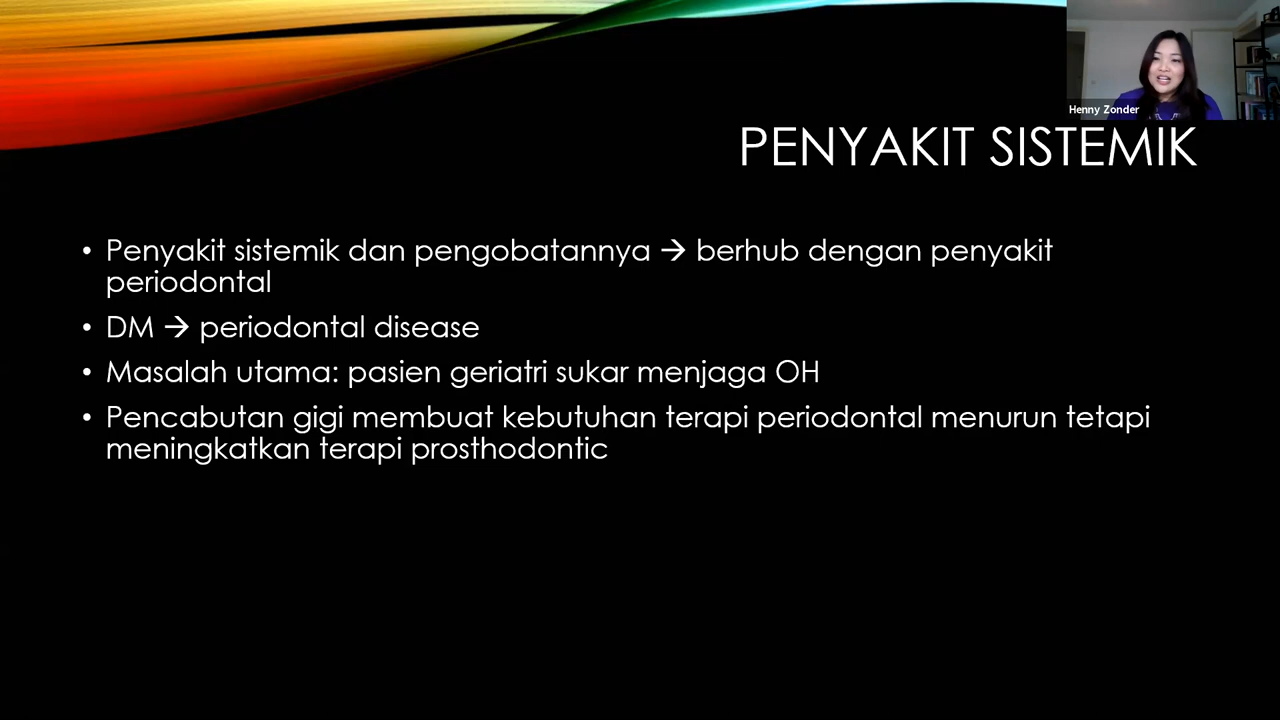 Henny Zonder
PENYAKIT SISTEMIK
• Penyakit sistemik dan pengobatannya → berhub dengan penyakit
periodontal
• DM → periodontal disease
• Masalah utama: pasien geriatri sukar menjaga OH
• Pencabutan gigi membuat kebutuhan terapi periodontal menurun tetapi
meningkatkan terapi prosthodontic